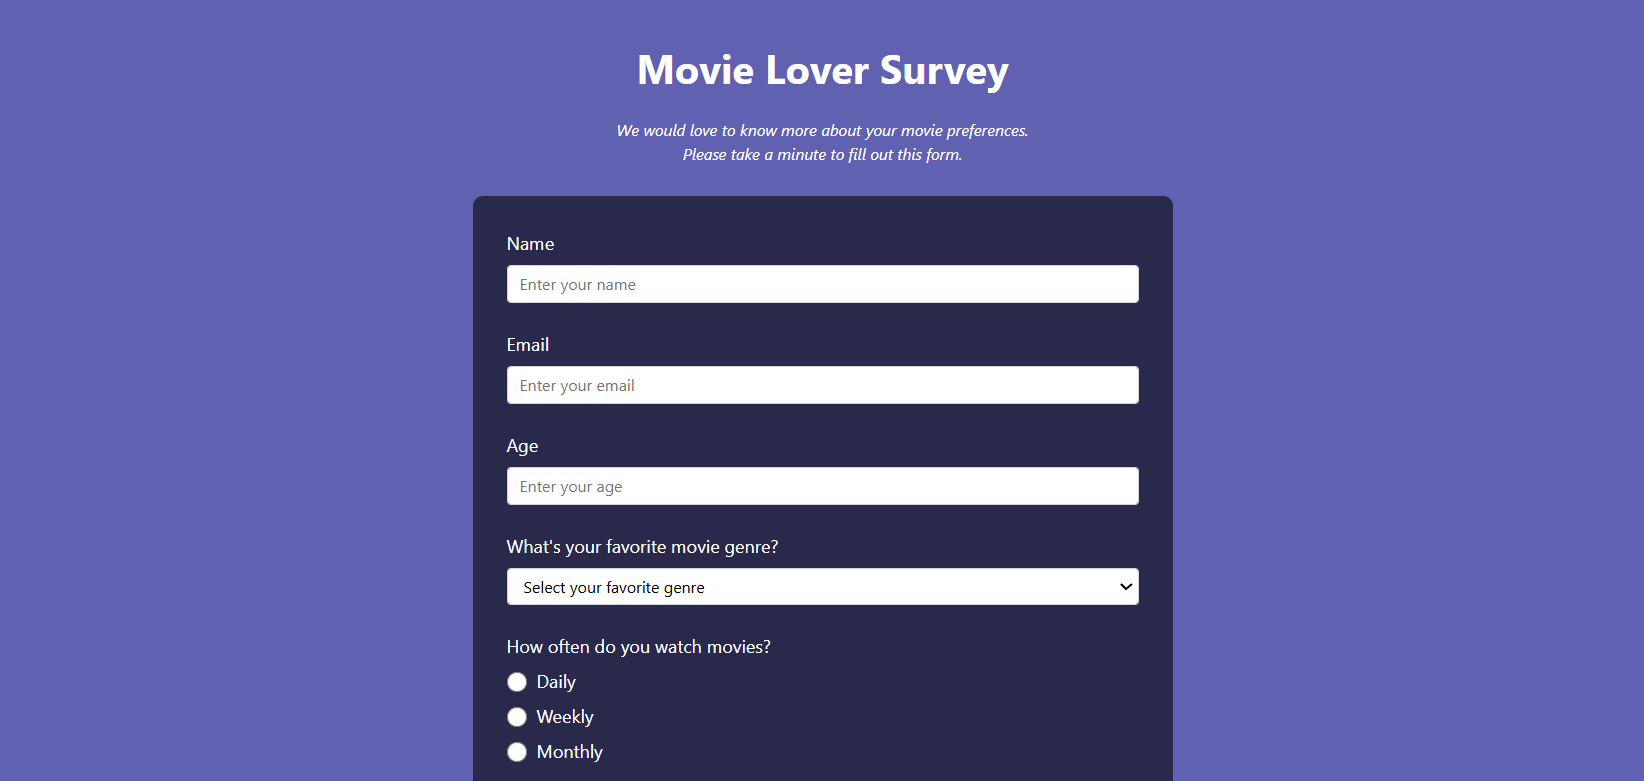 Movie Lover Survey
We would love to know more about your movie preferences.
Please take a minute to fill out this form.
Name
Enter your name
Email
Enter your email
Age
Enter your age
What's your favorite movie genre?
Select your favorite genre
How often do you watch movies?
Daily
Weekly
Monthly